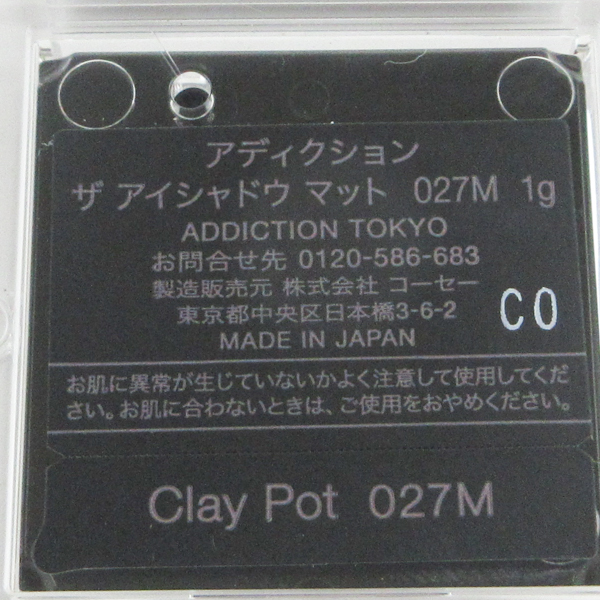 アディクション
ザ アイシャドウ マット 027M 1g
ADDICTION TOKYO
お問合せ先 0120-586-683
製造販売元 株式会社 コーセー
東京都中央区日本橋3-6-2
CO
MADE IN JAPAN
お肌に異常が生じていないかよく注意して使用してくだ
さい。お肌に合わないときは、ご使用をおやめください。
Clay Pot 027M